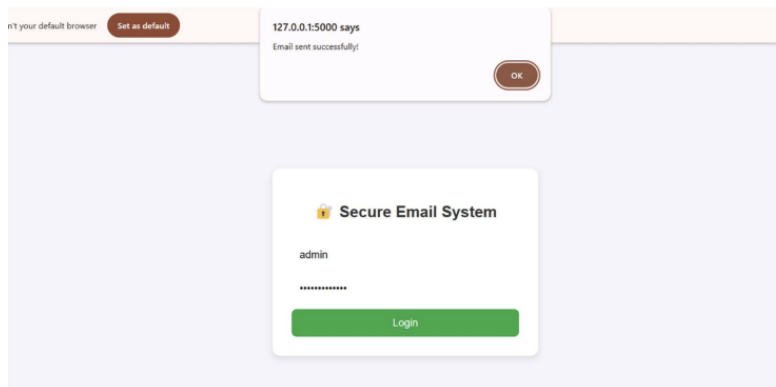 n't your default browser Set as default
127.0.0.1:5000 says
Email sent successfully!
OK
Secure Email System
admin
•••••••••••••
Login